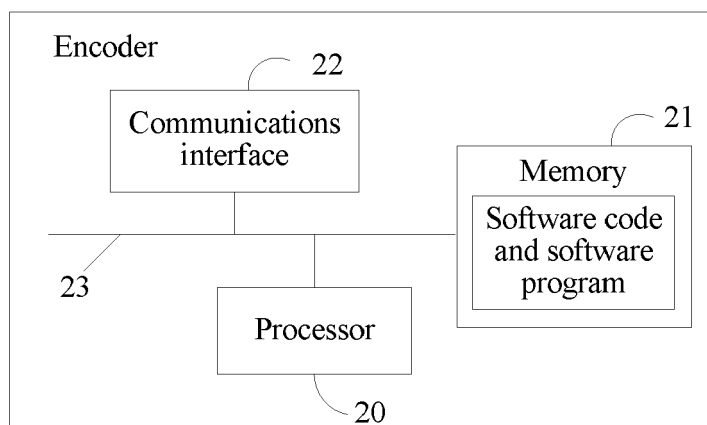 Encoder
22
Communications
interface
21
Memory
Software code
and software
program
23
Processor
20